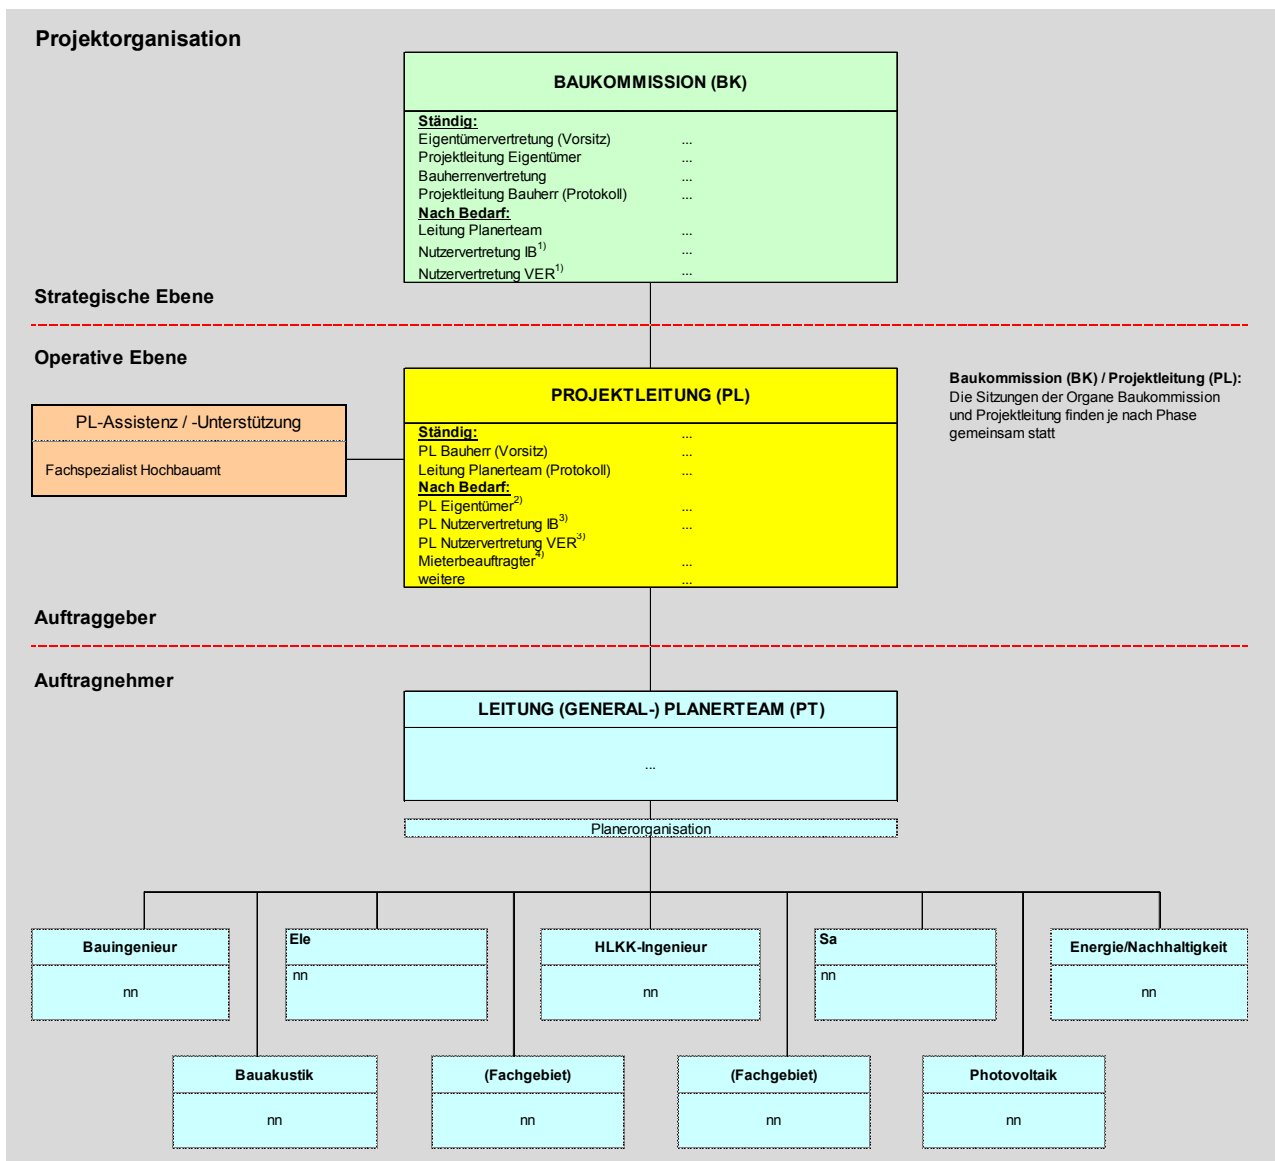 Projektorganisation
BAUKOMMISSION (BK)
Ständig:
Eigentümervertretung (Vorsitz) ...
Projektleitung Eigentümer ...
Bauherrenvertretung ...
Projektleitung Bauherr (Protokoll) ...
Nach Bedarf:
Leitung Planerteam ...
Nutzervertretung IB1) ...
Nutzervertretung VER1) ...
Strategische Ebene
Operative Ebene
PROJEKTLEITUNG (PL)
Ständig: ...
PL Bauherr (Vorsitz) ...
Leitung Planerteam (Protokoll) ...
Nach Bedarf:
PL Eigentümer2) ...
PL Nutzervertretung IB3) ...
PL Nutzervertretung VER3)
Mieterbeauftragter4) ...
weitere ...
PL-Assistenz / -Unterstützung
Fachspezialist Hochbauamt
Baukommission (BK) / Projektleitung (PL):
Die Sitzungen der Organe Baukommission
und Projektleitung finden je nach Phase
gemeinsam statt
Auftraggeber
Auftragnehmer
LEITUNG (GENERAL-) PLANERTEAM (PT)
...
Planerorganisation
Bauingenieur
nn
Ele
nn
HLKK-Ingenieur
nn
Sa
nn
Energie/Nachhaltigkeit
nn
Bauakustik
nn
(Fachgebiet)
nn
(Fachgebiet)
nn
Photovoltaik
nn